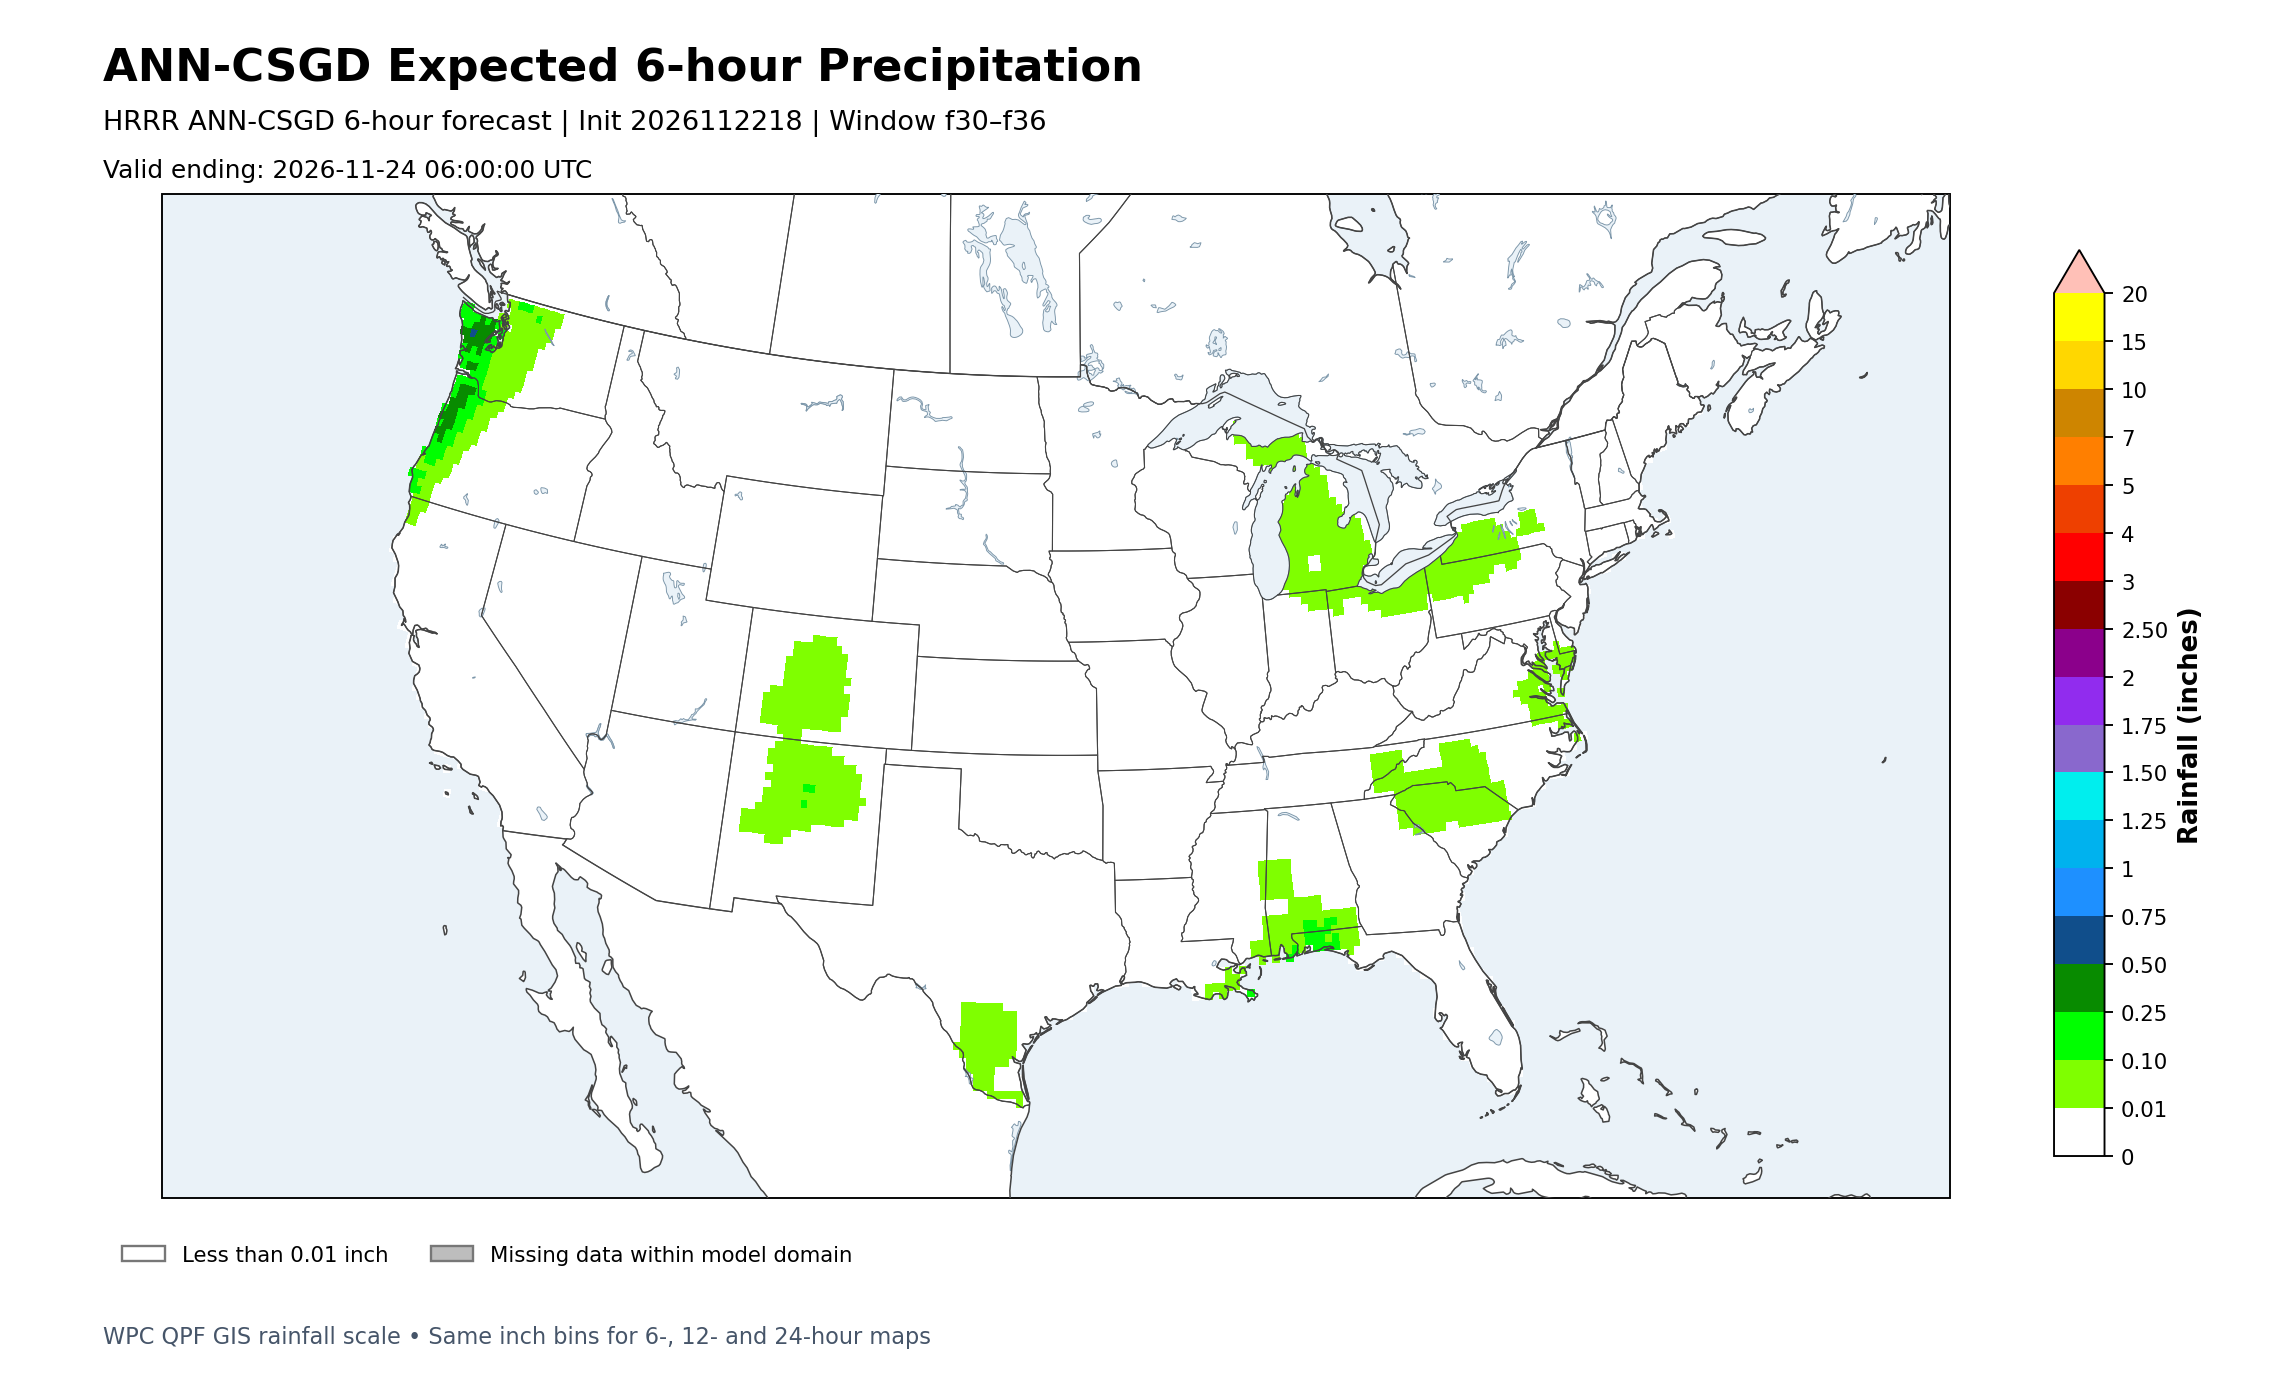 ANN-CSGD Expected 6-hour Precipitation
HRRR ANN-CSGD 6-hour forecast | Init 2026112218 | Window f30–f36
Valid ending: 2026-11-24 06:00:00 UTC
20
15
10
7
5
4
3
2.50
2
1.75
1.50
1.25
1
0.75
0.50
0.25
0.10
0.01
0
Rainfall (inches)
Less than 0.01 inch
Missing data within model domain
WPC QPF GIS rainfall scale • Same inch bins for 6-, 12- and 24-hour maps